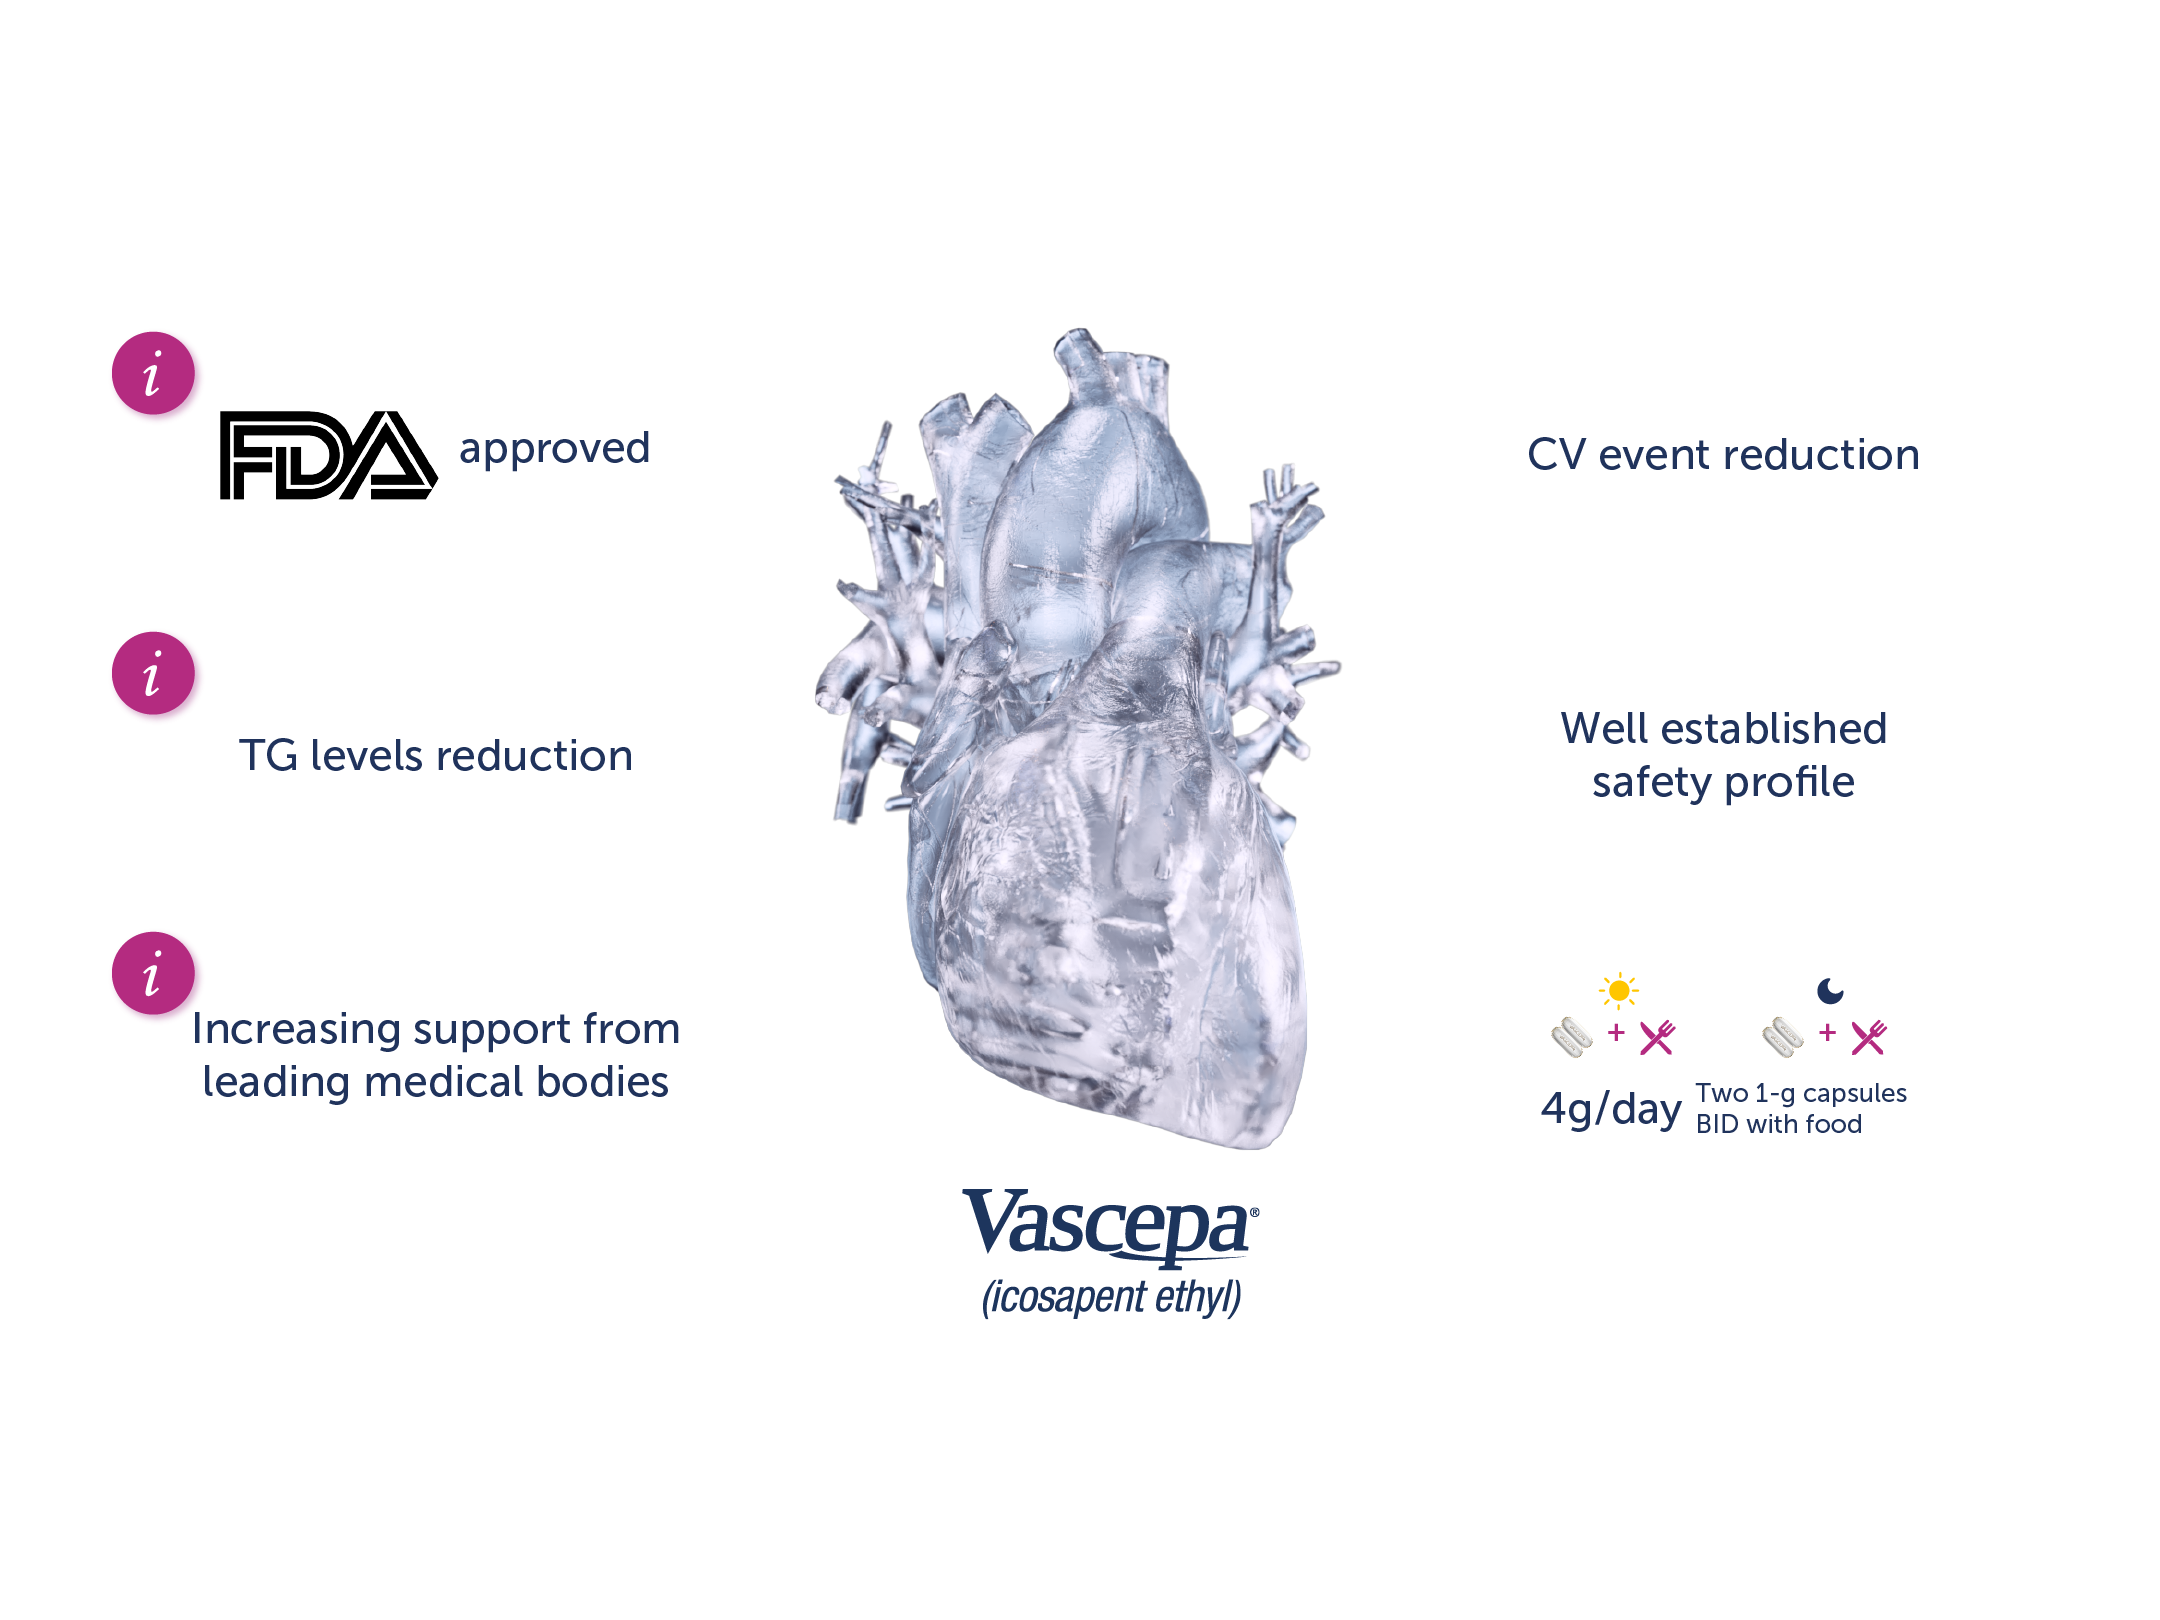 i
FDA approved
i
TG levels reduction
i
Increasing support from
leading medical bodies
CV event reduction
Well established
safety profile
+
+
4g/day
Two 1-g capsules
BID with food
Vascepa®
(icosapent ethyl)